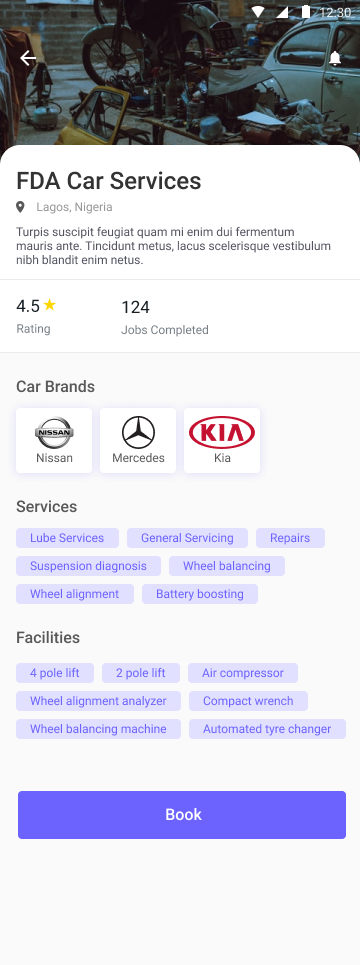 12:30
FDA Car Services
Lagos, Nigeria
Turpis suscipit feugiat quam mi enim dui fermentum
mauris ante. Tincidunt metus, lacus scelerisque vestibulum
nibh blandit enim netus.
4.5 124
Rating Jobs Completed
Car Brands
NISSAN KIA
Nissan Mercedes Kia
Services
Lube Services General Servicing Repairs
Suspension diagnosis Wheel balancing
Wheel alignment Battery boosting
Facilities
4 pole lift 2 pole lift Air compressor
Wheel alignment analyzer Compact wrench
Wheel balancing machine Automated tyre changer
Book